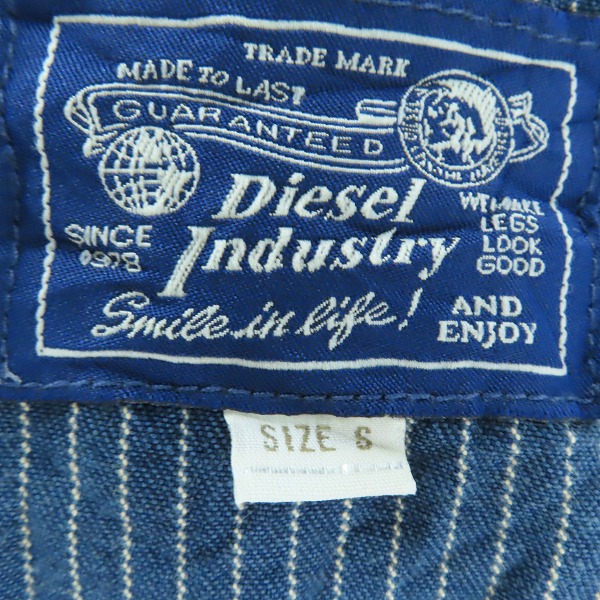 TRADE MARK
MADE TO LAST
GUARANTEED
Diesel
Industry
SINCE
1978
WE MAKE
LEGS
LOOK
GOOD
Smile in life!
AND
ENJOY
SIZE S